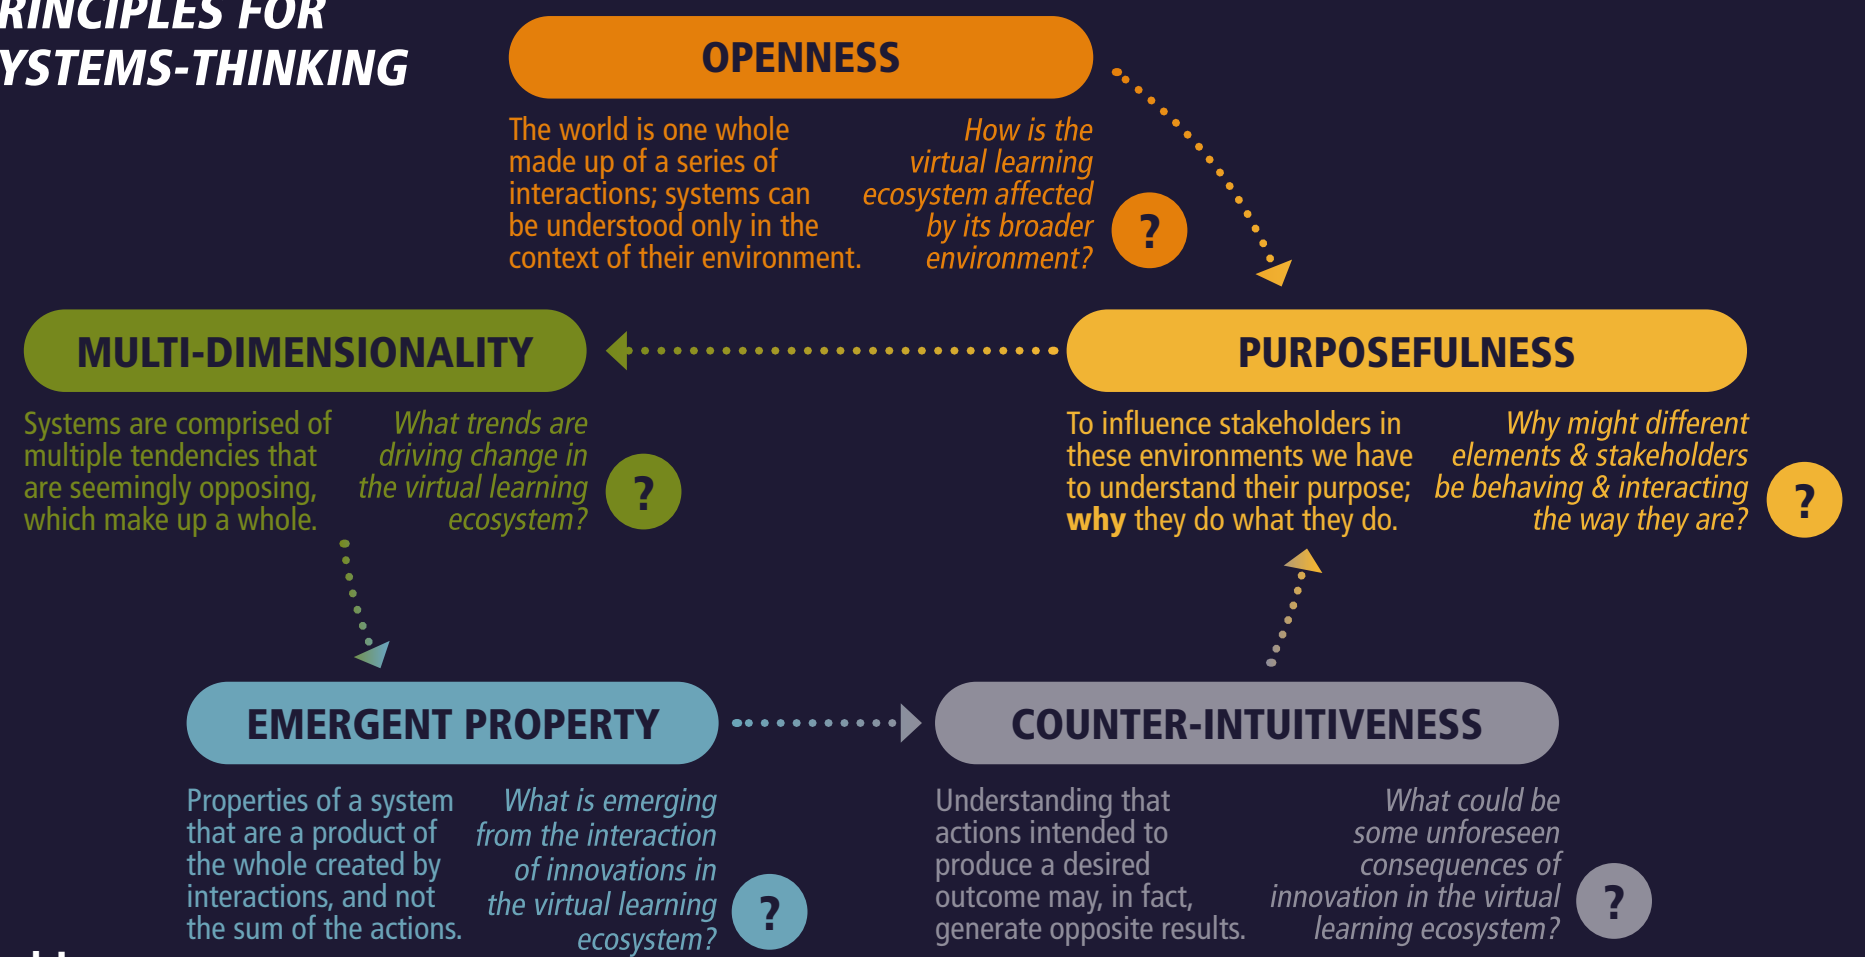 RINCIPLES FOR
YSTEMS-THINKING
OPENNESS
The world is one whole
made up of a series of
interactions; systems can
be understood only in the
context of their environment.
How is the
virtual learning
ecosystem affected
by its broader
environment?
?
MULTI-DIMENSIONALITY
Systems are comprised of
multiple tendencies that
are seemingly opposing,
which make up a whole.
What trends are
driving change in
the virtual learning
ecosystem?
?
PURPOSEFULNESS
To influence stakeholders in
these environments we have
to understand their purpose;
why they do what they do.
Why might different
elements & stakeholders
be behaving & interacting
the way they are?
?
EMERGENT PROPERTY
Properties of a system
that are a product of
the whole created by
interactions, and not
the sum of the actions.
What is emerging
from the interaction
of innovations in
the virtual learning
ecosystem?
?
COUNTER-INTUITIVENESS
Understanding that
actions intended to
produce a desired
outcome may, in fact,
generate opposite results.
What could be
some unforeseen
consequences of
innovation in the virtual
learning ecosystem?
?